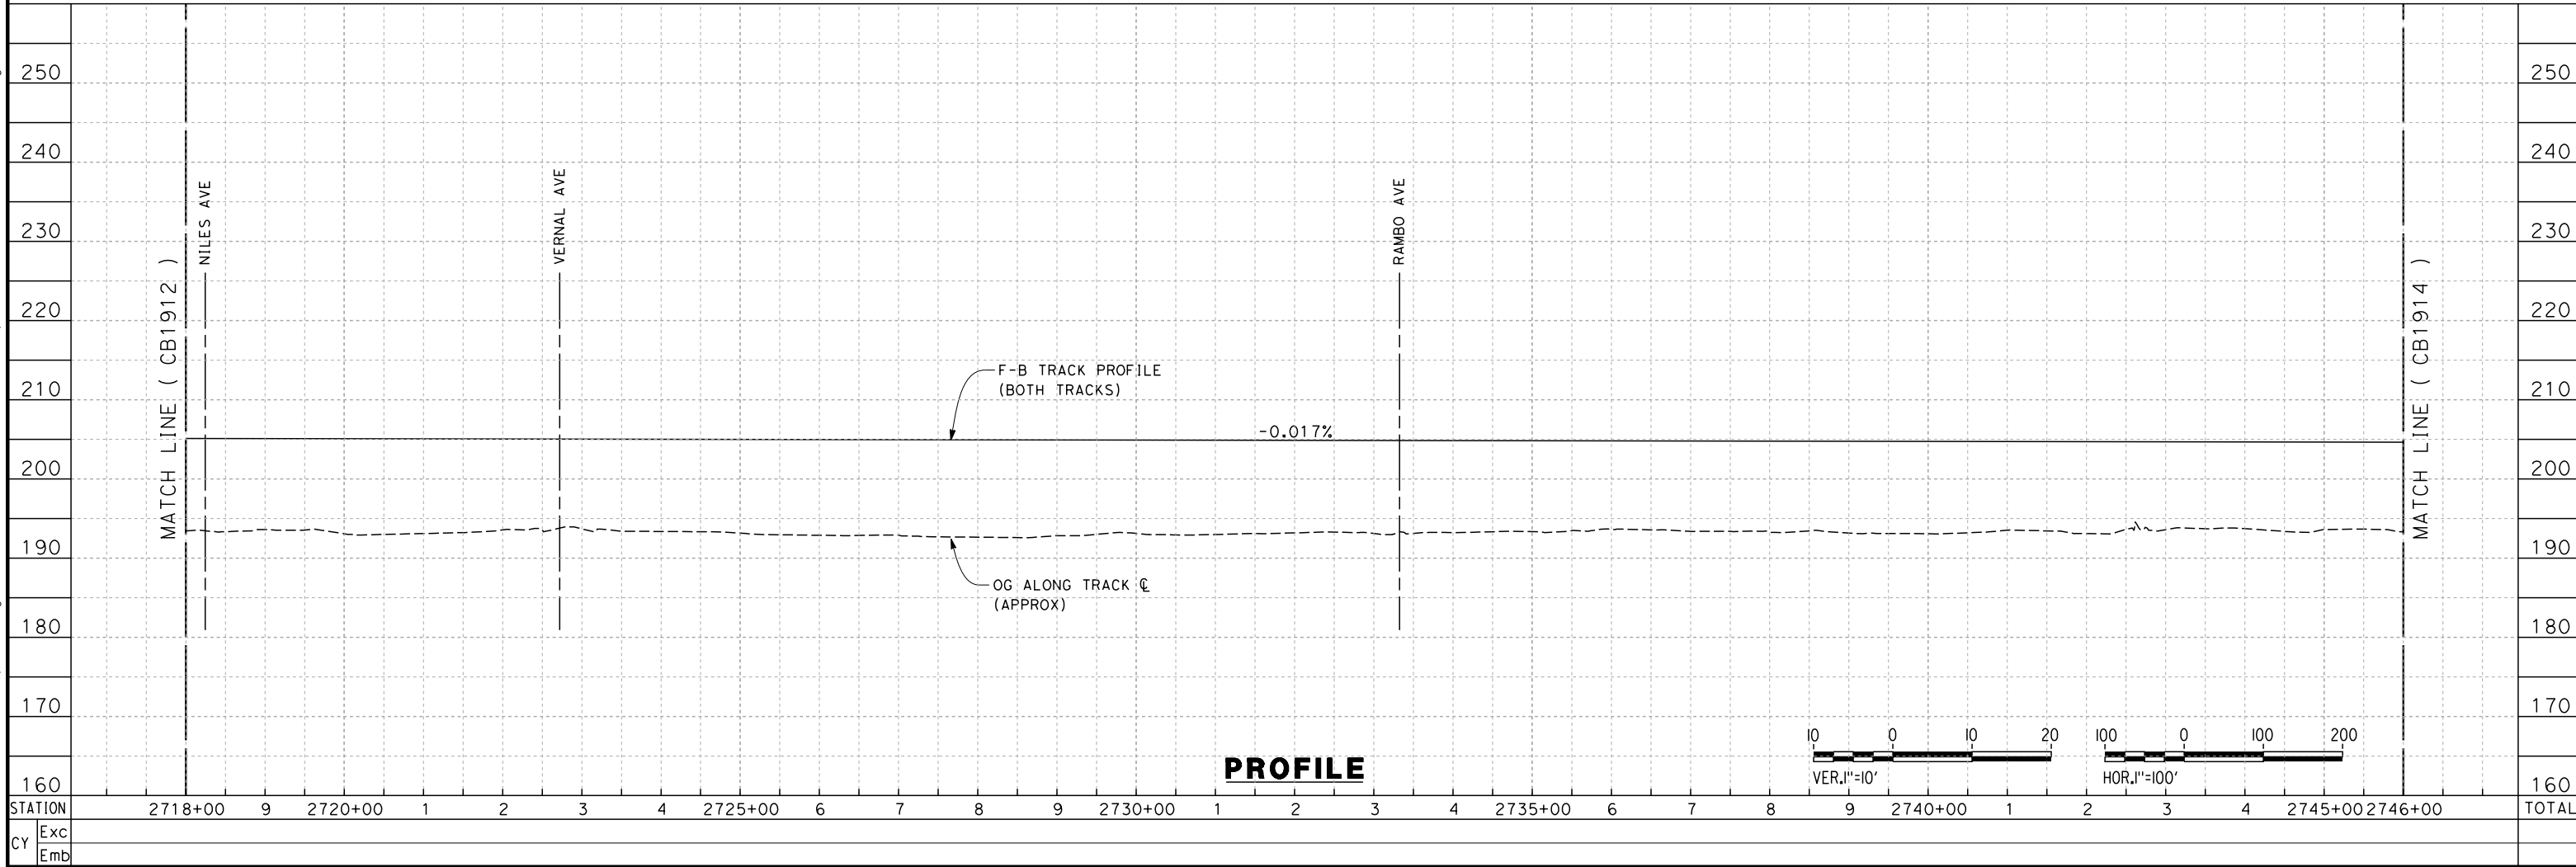 250
240
230
220
210
200
190
180
170
160
MATCH LINE ( CB1912 )
NILES AVE
VERNAL AVE
RAMBO AVE
MATCH LINE ( CB1914 )
F-B TRACK PROFILE
(BOTH TRACKS)
-0.017%
OG ALONG TRACK ℄
(APPROX)
250
240
230
220
210
200
190
180
170
160
PROFILE
10 0 10 20
VER.1"=10'
100 0 100 200
HOR.1"=100'
STATION 2718+00 9 2720+00 1 2 3 4 2725+00 6 7 8 9 2730+00 1 2 3 4 2735+00 6 7 8 9 2740+00 1 2 3 4 2745+00 2746+00 TOTAL
CY
Exc
Emb